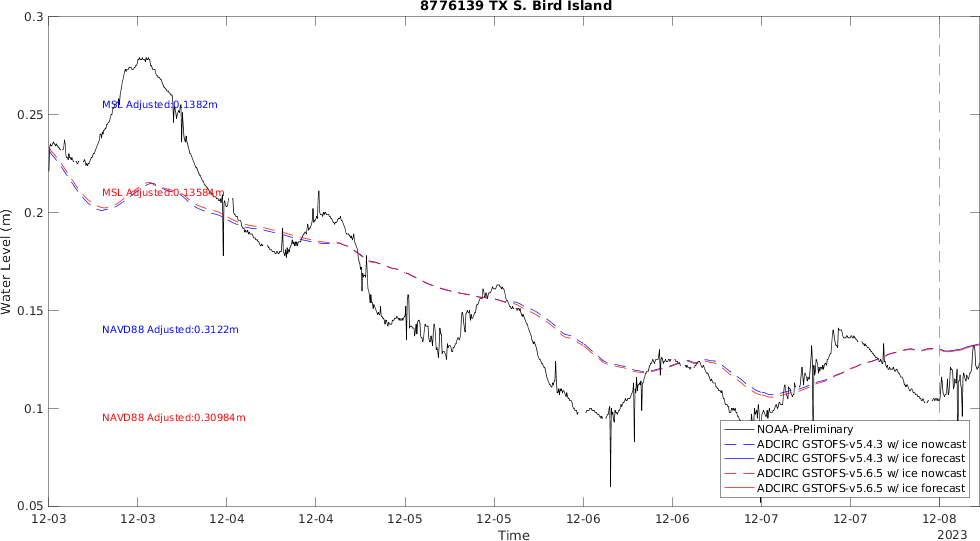 8776139 TX S. Bird Island
0.3
0.25
0.2
0.15
0.1
0.05
Water Level (m)
MSL Adjusted:0.1382m
MSL Adjusted:0.13584m
NAVD88 Adjusted:0.3122m
NAVD88 Adjusted:0.30984m
NOAA-Preliminary
ADCIRC GSTOFS-v5.4.3 w/ ice nowcast
ADCIRC GSTOFS-v5.4.3 w/ ice forecast
ADCIRC GSTOFS-v5.6.5 w/ ice nowcast
ADCIRC GSTOFS-v5.6.5 w/ ice forecast
12-03 12-03 12-04 12-04 12-05 12-05 12-06 12-06 12-07 12-07 12-08
Time 2023